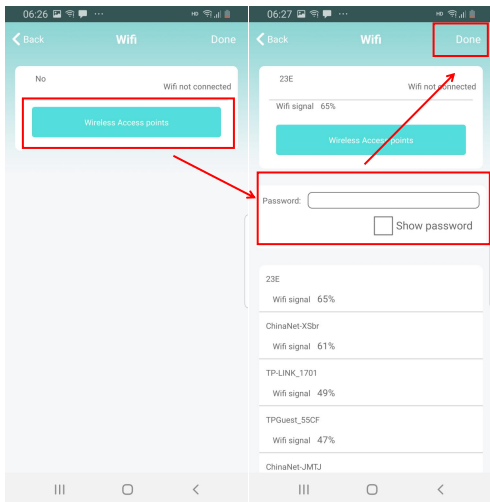 06:26
HD
Back
Wifi
Done
No
Wifi not connected
Wireless Access points
06:27
HD
Back
Wifi
Done
23E
Wifi not connected
Wifi signal 65%
Wireless Access points
Password:
Show password
23E
Wifi signal 65%
ChinaNet-XSbr
Wifi signal 61%
TP-LINK_1701
Wifi signal 49%
TPGuest_55CF
Wifi signal 47%
ChinaNet-JMTJ